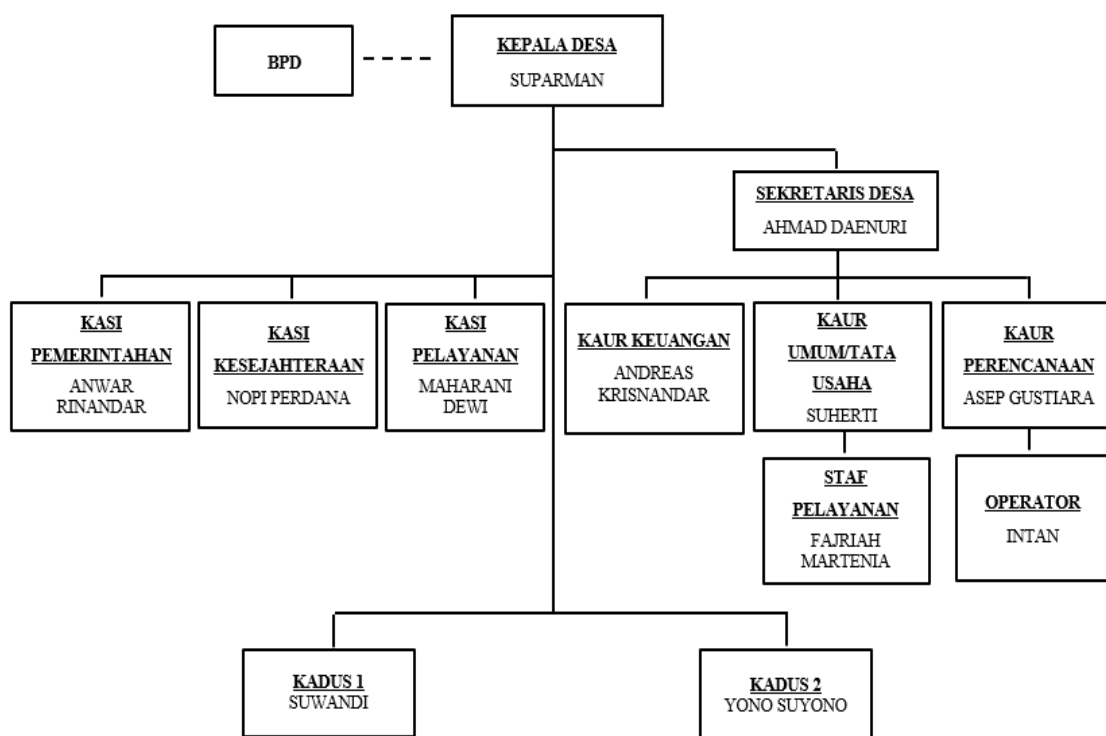 BPD
KEPALA DESA
SUPARMAN
SEKRETARIS DESA
AHMAD DAENURI
KASI
PEMERINTAHAN
ANWAR
RINANDAR
KASI
KESEJAHTERAAN
NOPI PERDANA
KASI
PELAYANAN
MAHARANI
DEWI
KAUR KEUANGAN
ANDREAS
KRISNANDAR
KAUR
UMUM/TATA
USAHA
SUHERTI
KAUR
PERENCANAAN
ASEP GUSTIARA
STAF
PELAYANAN
FAJRIAH
MARTENIA
OPERATOR
INTAN
KADUS 1
SUWANDI
KADUS 2
YONO SUYONO